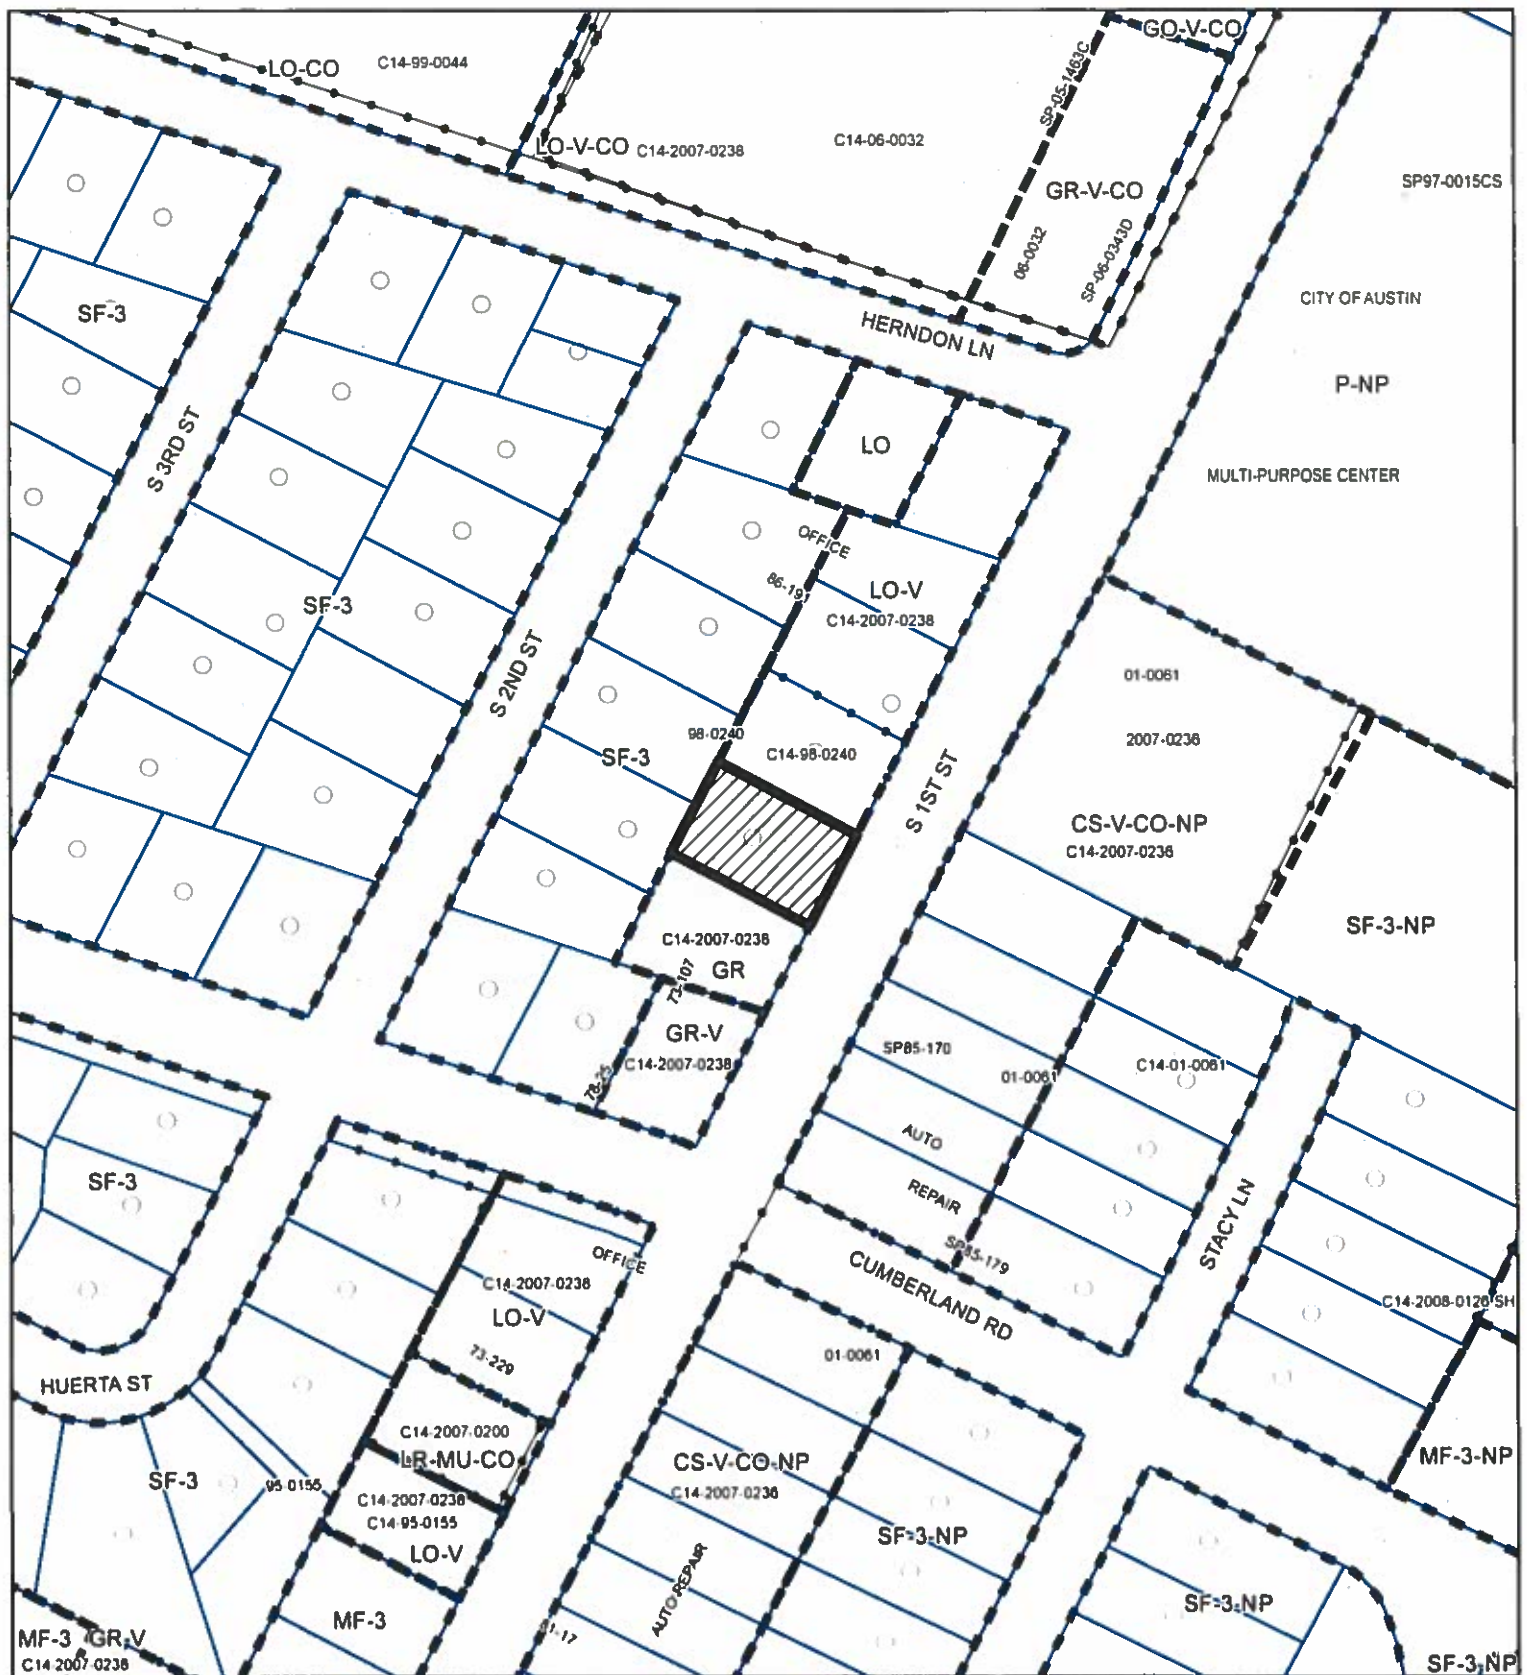 GO-V-CO
LO-CO
C14-99-0044
SP-05-1463C
LO-V-CO
C14-2007-0238
C14-06-0032
GR-V-CO
SP97-0015CS
06-0032
SP-06-0343D
CITY OF AUSTIN
SF-3
HERNDON LN
P-NP
S 3RD ST
LO
MULTI-PURPOSE CENTER
OFFICE
86-191
LO-V
C14-2007-0238
SF-3
S 2ND ST
01-0061
98-0240
C14-98-0240
2007-0236
SF-3
S 1ST ST
CS-V-CO-NP
C14-2007-0236
SF-3-NP
C14-2007-0238
GR
73-107
GR-V
C14-2007-0238
78-25
SP85-170
01-0061
C14-01-0061
AUTO
REPAIR
SP85-179
SF-3
STACY LN
CUMBERLAND RD
OFFICE
C14-2007-0238
LO-V
73-229
C14-2008-0126 SH
01-0061
HUERTA ST
C14-2007-0200
LR-MU-CO
CS-V-CO-NP
C14-2007-0236
MF-3-NP
SF-3
95-0155
C14-2007-0238
C14-95-0155
LO-V
SF-3-NP
AUTO REPAIR
SF-3-NP
MF-3
MF-3
GR-V
C14-2007-0238
SF-3-NP